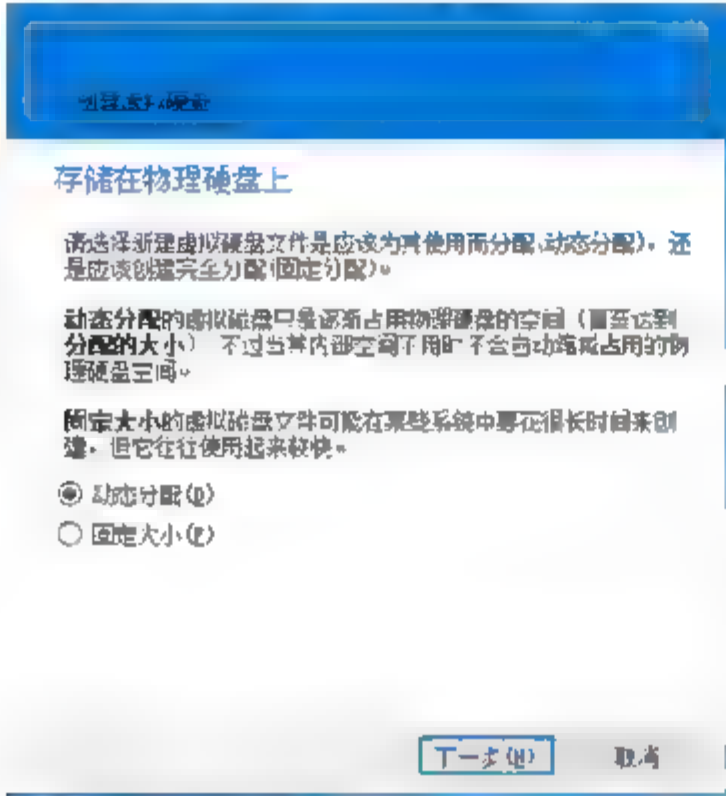 创建虚拟硬盘
存储在物理硬盘上
请选择新建虚拟硬盘文件是应该为其使用而分配(动态分配)，还
是应该创建完全分配(固定分配)。
动态分配的虚拟磁盘只是逐渐占用物理硬盘的空间（直至达到
分配的大小），不过当其内部空间不用时不会自动缩减占用的物
理硬盘空间。
固定大小的虚拟磁盘文件可能在某些系统中要花很长时间来创
建，但它往往使用起来较快。
动态分配(D)
固定大小(F)
下一步(N)
取消